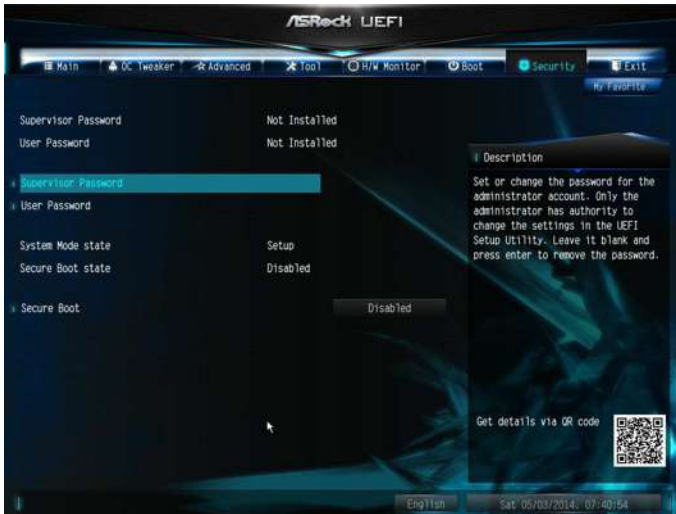 ASRock UEFI
Main OC Tweaker Advanced Tool H/W Monitor Boot Security Exit
My Favorite
Supervisor Password Not Installed
User Password Not Installed
Supervisor Password
User Password
System Mode state Setup
Secure Boot state Disabled
Secure Boot Disabled
Description
Set or change the password for the
administrator account. Only the
administrator has authority to
change the settings in the UEFI
Setup Utility. Leave it blank and
press enter to remove the password.
Get details via QR code
English Sat 05/03/2014, 07:40:54